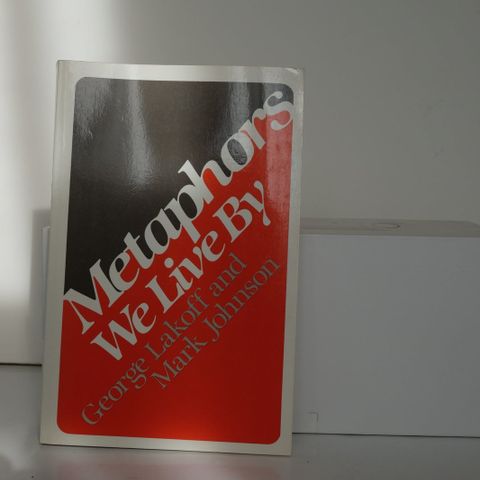 Metaphors
We Live By
George Lakoff and
Mark Johnson